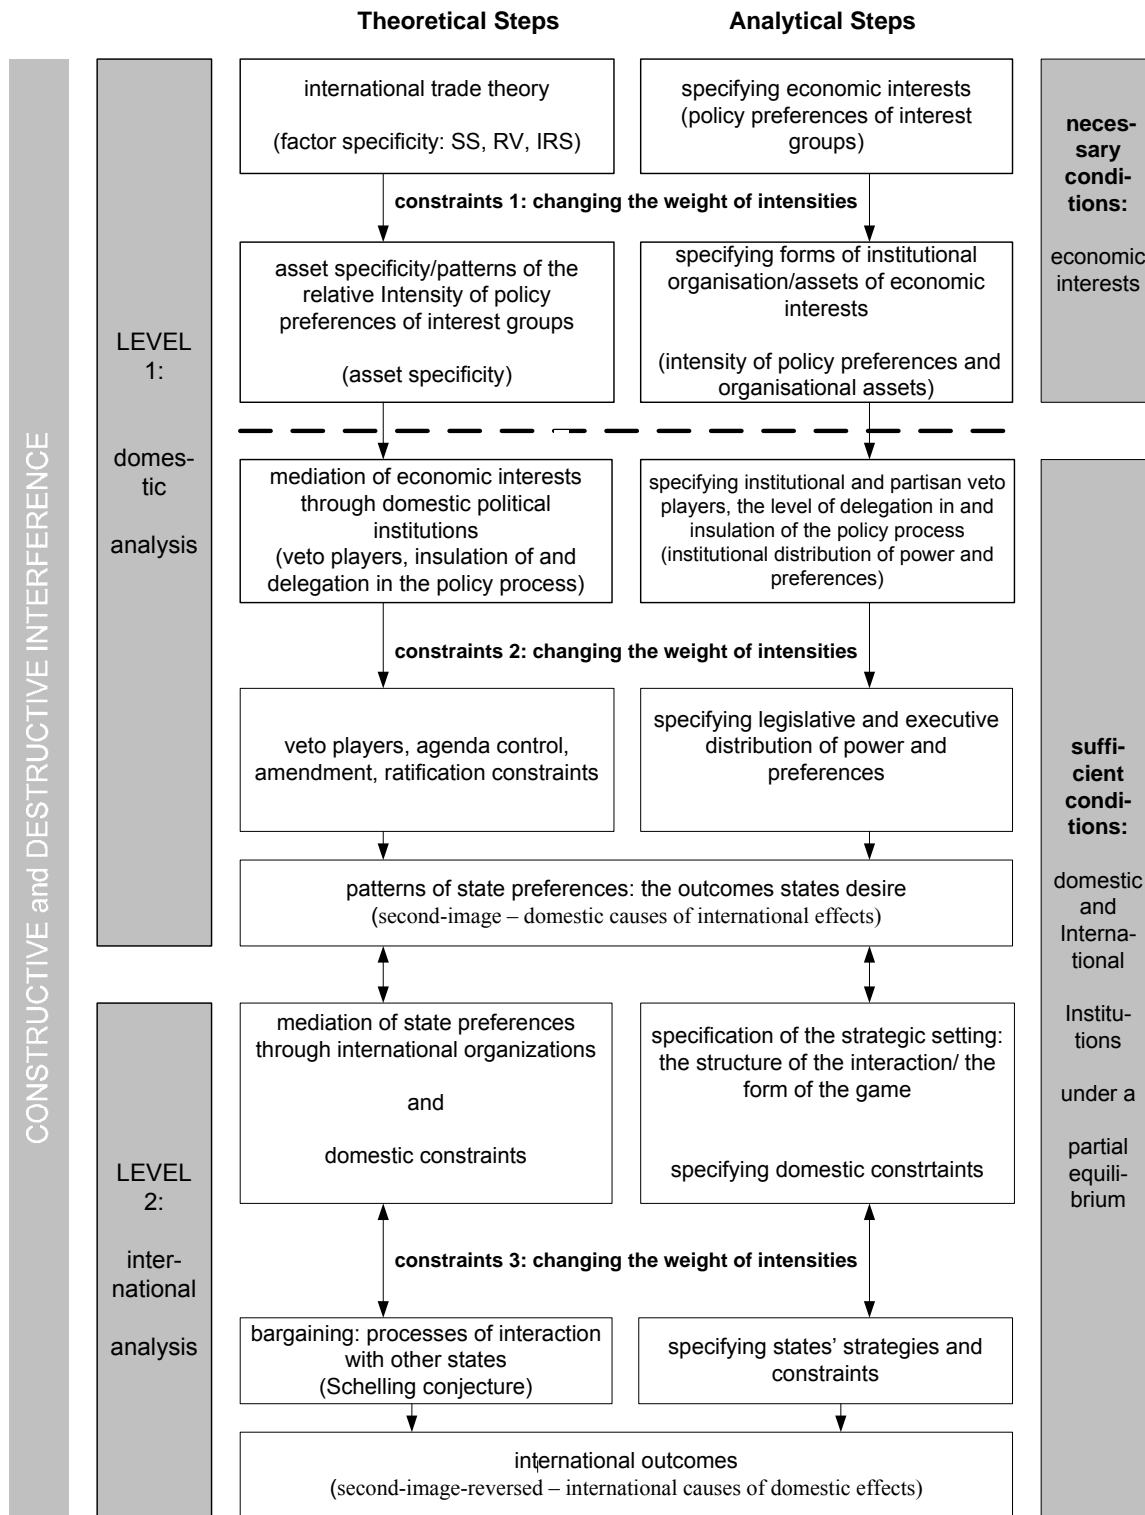 Theoretical Steps
Analytical Steps
CONSTRUCTIVE and DESTRUCTIVE INTERFERENCE
LEVEL
1:
domes-
tic
analysis
international trade theory
(factor specificity: SS, RV, IRS)
specifying economic interests
(policy preferences of interest
groups)
neces-
sary
condi-
tions:
economic
interests
constraints 1: changing the weight of intensities
asset specificity/patterns of the
relative Intensity of policy
preferences of interest groups
(asset specificity)
specifying forms of institutional
organisation/assets of economic
interests
(intensity of policy preferences and
organisational assets)
mediation of economic interests
through domestic political
institutions
(veto players, insulation of and
delegation in the policy process)
specifying institutional and partisan veto
players, the level of delegation in and
insulation of the policy process
(institutional distribution of power and
preferences)
constraints 2: changing the weight of intensities
veto players, agenda control,
amendment, ratification constraints
specifying legislative and executive
distribution of power and
preferences
suffi-
cient
condi-
tions:
domestic
and
Interna-
tional
Institu-
tions
under a
partial
equili-
brium
patterns of state preferences: the outcomes states desire
(second-image – domestic causes of international effects)
LEVEL
2:
inter-
national
analysis
mediation of state preferences
through international organizations
and
domestic constraints
specification of the strategic setting:
the structure of the interaction/ the
form of the game
specifying domestic constrtaints
constraints 3: changing the weight of intensities
bargaining: processes of interaction
with other states
(Schelling conjecture)
specifying states’ strategies and
constraints
international outcomes
(second-image-reversed – international causes of domestic effects)